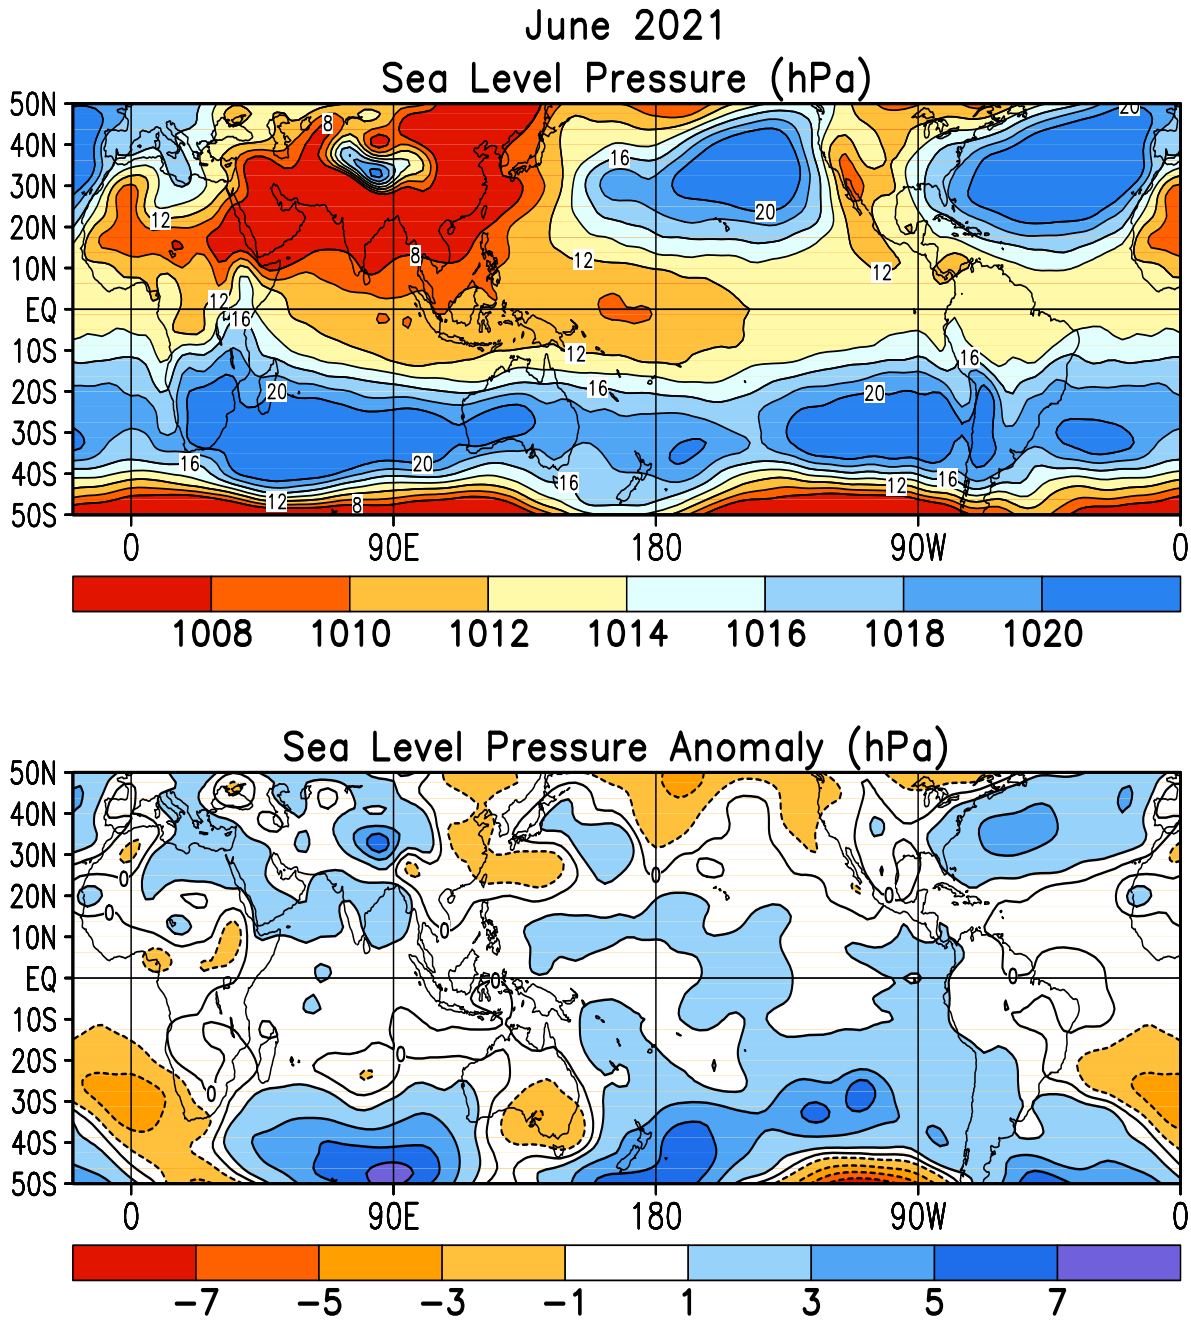 June 2021
Sea Level Pressure (hPa)
50N
40N
30N
20N
10N
EQ
10S
20S
30S
40S
50S
8
16
20
20
12
8
12
12
12
16
12
16
16
20
20
16
20
16
16
12
12
8
0
90E
180
90W
0
1008 1010 1012 1014 1016 1018 1020
Sea Level Pressure Anomaly (hPa)
50N
40N
30N
20N
10N
EQ
10S
20S
30S
40S
50S
0
0
0
0
0
0
0
0
0
0
90E
180
90W
0
−7 −5 −3 −1 1 3 5 7